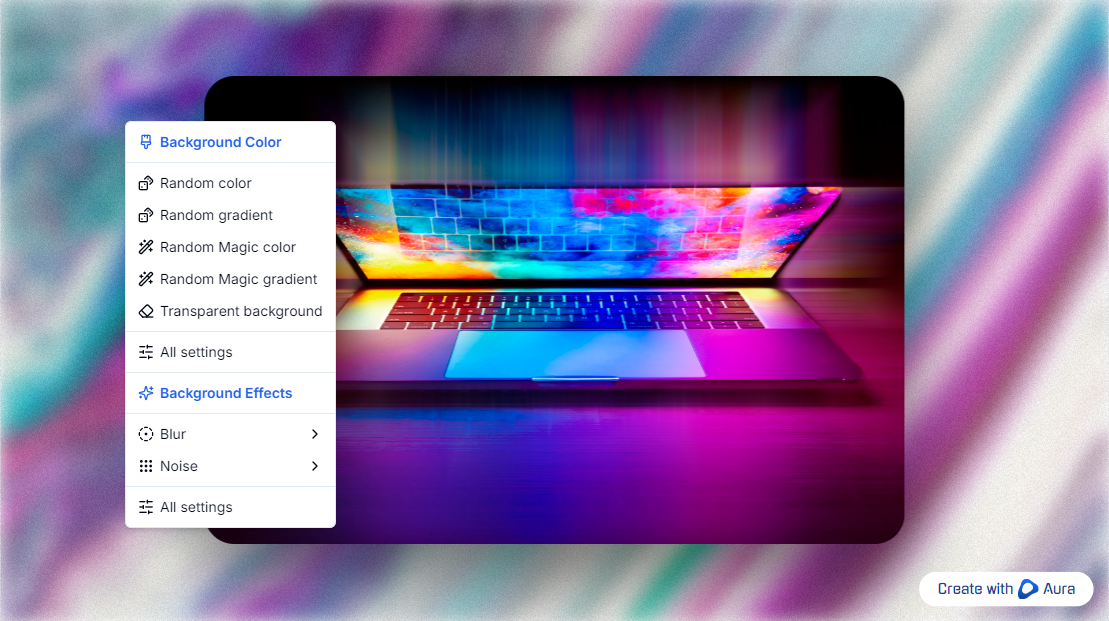 Background Color
Random color
Random gradient
Random Magic color
Random Magic gradient
Transparent background
All settings
Background Effects
Blur
Noise
All settings
Create with Aura